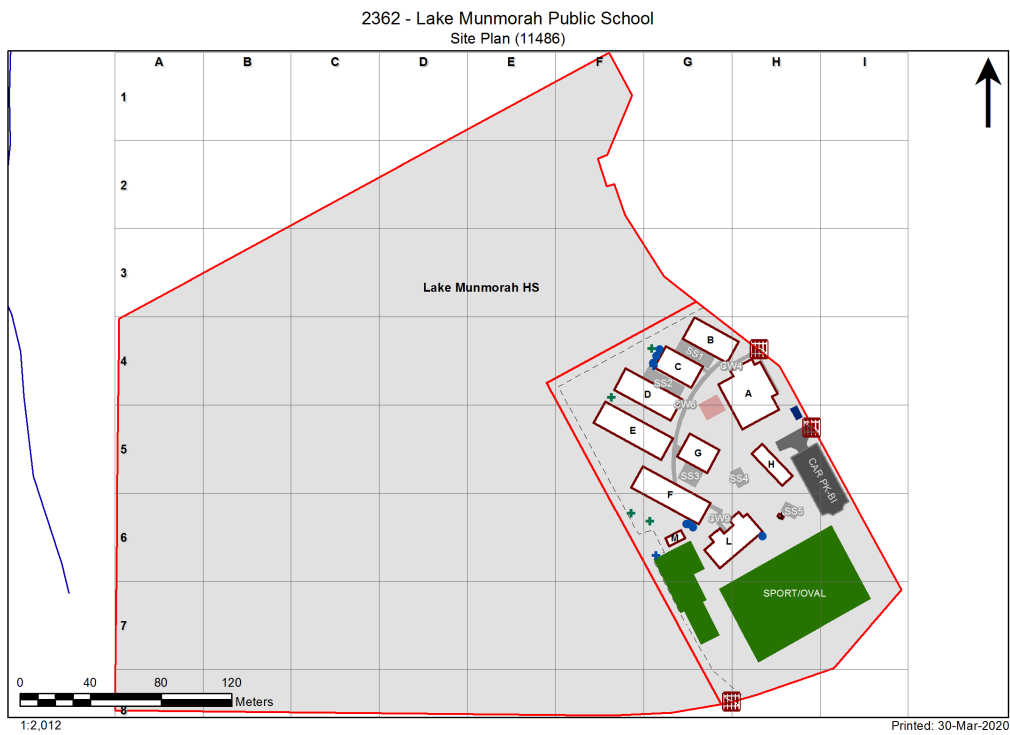 2362 - Lake Munmorah Public School
Site Plan (11486)
A B C D E F G H I
1
2
3
Lake Munmorah HS
B
4
SS1
C
CW4
SS2
D
A
CW6
E
5
G
H
CAR PK-BI
SS3
SS4
F
SS5
6
M
L
SPORT/OVAL
7
0 40 80 120
Meters
8
1:2,012
Printed: 30-Mar-2020